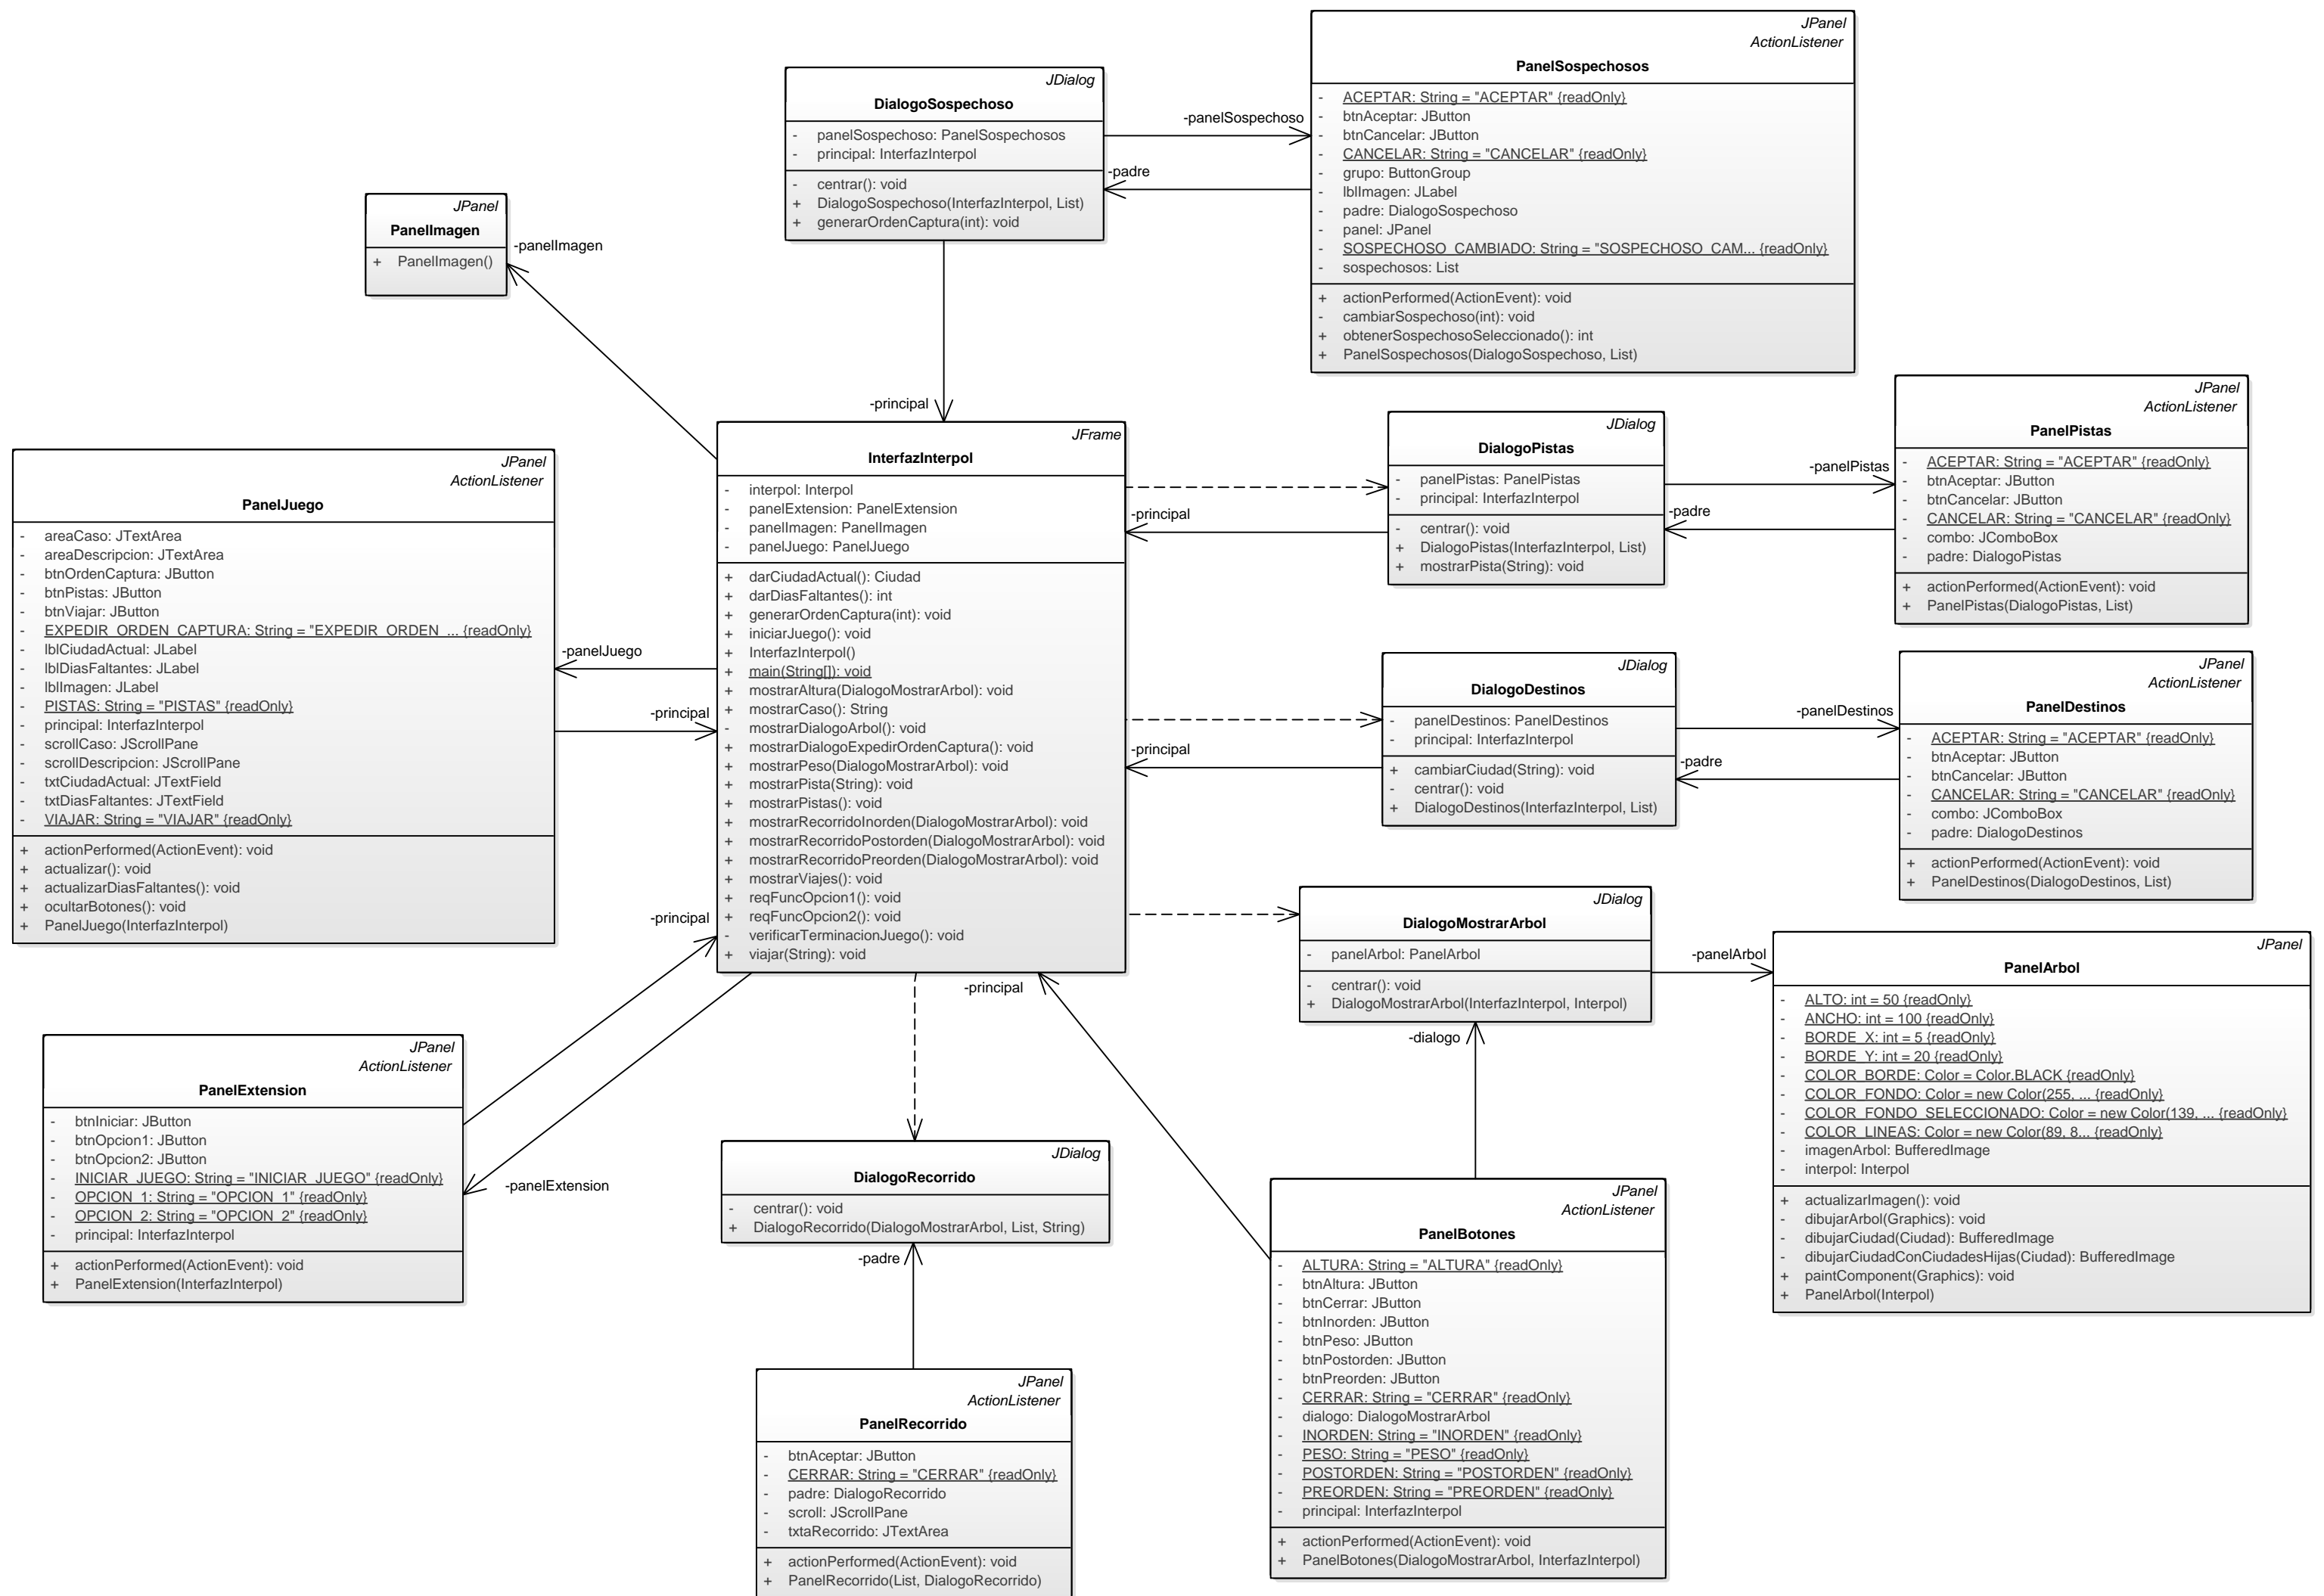 JPanel
ActionListener
PanelSospechosos
- ACEPTAR: String = "ACEPTAR" {readOnly}
- btnAceptar: JButton
- btnCancelar: JButton
- CANCELAR: String = "CANCELAR" {readOnly}
- grupo: ButtonGroup
- lblImagen: JLabel
- padre: DialogoSospechoso
- panel: JPanel
- SOSPECHOSO_CAMBIADO: String = "SOSPECHOSO_CAM... {readOnly}
- sospechosos: List
+ actionPerformed(ActionEvent): void
- cambiarSospechoso(int): void
+ obtenerSospechosoSeleccionado(): int
+ PanelSospechosos(DialogoSospechoso, List)
JDialog
DialogoSospechoso
- panelSospechoso: PanelSospechosos
- principal: InterfazInterpol
- centrar(): void
+ DialogoSospechoso(InterfazInterpol, List)
+ generarOrdenCaptura(int): void
-panelSospechoso
-padre
JPanel
PanelImagen
+ PanelImagen()
-panelImagen
-principal
JFrame
InterfazInterpol
- interpol: Interpol
- panelExtension: PanelExtension
- panelImagen: PanelImagen
- panelJuego: PanelJuego
+ darCiudadActual(): Ciudad
+ darDiasFaltantes(): int
+ generarOrdenCaptura(int): void
+ iniciarJuego(): void
+ InterfazInterpol()
+ main(String[]): void
+ mostrarAltura(DialogoMostrarArbol): void
+ mostrarCaso(): String
- mostrarDialogoArbol(): void
+ mostrarDialogoExpedirOrdenCaptura(): void
+ mostrarPeso(DialogoMostrarArbol): void
+ mostrarPista(String): void
+ mostrarPistas(): void
+ mostrarRecorridoInorden(DialogoMostrarArbol): void
+ mostrarRecorridoPostorden(DialogoMostrarArbol): void
+ mostrarRecorridoPreorden(DialogoMostrarArbol): void
+ mostrarViajes(): void
+ reqFuncOpcion1(): void
+ reqFuncOpcion2(): void
- verificarTerminacionJuego(): void
+ viajar(String): void
JDialog
DialogoPistas
- panelPistas: PanelPistas
- principal: InterfazInterpol
- centrar(): void
+ DialogoPistas(InterfazInterpol, List)
+ mostrarPista(String): void
-principal
-panelPistas
-padre
JPanel
ActionListener
PanelPistas
- ACEPTAR: String = "ACEPTAR" {readOnly}
- btnAceptar: JButton
- btnCancelar: JButton
- CANCELAR: String = "CANCELAR" {readOnly}
- combo: JComboBox
- padre: DialogoPistas
+ actionPerformed(ActionEvent): void
+ PanelPistas(DialogoPistas, List)
JPanel
ActionListener
PanelJuego
- areaCaso: JTextArea
- areaDescripcion: JTextArea
- btnOrdenCaptura: JButton
- btnPistas: JButton
- btnViajar: JButton
- EXPEDIR_ORDEN_CAPTURA: String = "EXPEDIR_ORDEN_... {readOnly}
- lblCiudadActual: JLabel
- lblDiasFaltantes: JLabel
- lblImagen: JLabel
- PISTAS: String = "PISTAS" {readOnly}
- principal: InterfazInterpol
- scrollCaso: JScrollPane
- scrollDescripcion: JScrollPane
- txtCiudadActual: JTextField
- txtDiasFaltantes: JTextField
- VIAJAR: String = "VIAJAR" {readOnly}
+ actionPerformed(ActionEvent): void
+ actualizar(): void
+ actualizarDiasFaltantes(): void
+ ocultarBotones(): void
+ PanelJuego(InterfazInterpol)
-panelJuego
-principal
JDialog
DialogoDestinos
- panelDestinos: PanelDestinos
- principal: InterfazInterpol
+ cambiarCiudad(String): void
- centrar(): void
+ DialogoDestinos(InterfazInterpol, List)
-principal
-panelDestinos
-padre
JPanel
ActionListener
PanelDestinos
- ACEPTAR: String = "ACEPTAR" {readOnly}
- btnAceptar: JButton
- btnCancelar: JButton
- CANCELAR: String = "CANCELAR" {readOnly}
- combo: JComboBox
- padre: DialogoDestinos
+ actionPerformed(ActionEvent): void
+ PanelDestinos(DialogoDestinos, List)
JDialog
DialogoMostrarArbol
- panelArbol: PanelArbol
- centrar(): void
+ DialogoMostrarArbol(InterfazInterpol, Interpol)
-panelArbol
-dialogo
JPanel
PanelArbol
- ALTO: int = 50 {readOnly}
- ANCHO: int = 100 {readOnly}
- BORDE_X: int = 5 {readOnly}
- BORDE_Y: int = 20 {readOnly}
- COLOR_BORDE: Color = Color.BLACK {readOnly}
- COLOR_FONDO: Color = new Color(255, ... {readOnly}
- COLOR_FONDO_SELECCIONADO: Color = new Color(139, ... {readOnly}
- COLOR_LINEAS: Color = new Color(89, 8... {readOnly}
- imagenArbol: BufferedImage
- interpol: Interpol
+ actualizarImagen(): void
- dibujarArbol(Graphics): void
- dibujarCiudad(Ciudad): BufferedImage
- dibujarCiudadConCiudadesHijas(Ciudad): BufferedImage
+ paintComponent(Graphics): void
+ PanelArbol(Interpol)
-principal
-principal
-panelExtension
JPanel
ActionListener
PanelExtension
- btnIniciar: JButton
- btnOpcion1: JButton
- btnOpcion2: JButton
- INICIAR_JUEGO: String = "INICIAR_JUEGO" {readOnly}
- OPCION_1: String = "OPCION_1" {readOnly}
- OPCION_2: String = "OPCION_2" {readOnly}
- principal: InterfazInterpol
+ actionPerformed(ActionEvent): void
+ PanelExtension(InterfazInterpol)
JDialog
DialogoRecorrido
- centrar(): void
+ DialogoRecorrido(DialogoMostrarArbol, List, String)
-padre
JPanel
ActionListener
PanelRecorrido
- btnAceptar: JButton
- CERRAR: String = "CERRAR" {readOnly}
- padre: DialogoRecorrido
- scroll: JScrollPane
- txtaRecorrido: JTextArea
+ actionPerformed(ActionEvent): void
+ PanelRecorrido(List, DialogoRecorrido)
JPanel
ActionListener
PanelBotones
- ALTURA: String = "ALTURA" {readOnly}
- btnAltura: JButton
- btnCerrar: JButton
- btnInorden: JButton
- btnPeso: JButton
- btnPostorden: JButton
- btnPreorden: JButton
- CERRAR: String = "CERRAR" {readOnly}
- dialogo: DialogoMostrarArbol
- INORDEN: String = "INORDEN" {readOnly}
- PESO: String = "PESO" {readOnly}
- POSTORDEN: String = "POSTORDEN" {readOnly}
- PREORDEN: String = "PREORDEN" {readOnly}
- principal: InterfazInterpol
+ actionPerformed(ActionEvent): void
+ PanelBotones(DialogoMostrarArbol, InterfazInterpol)